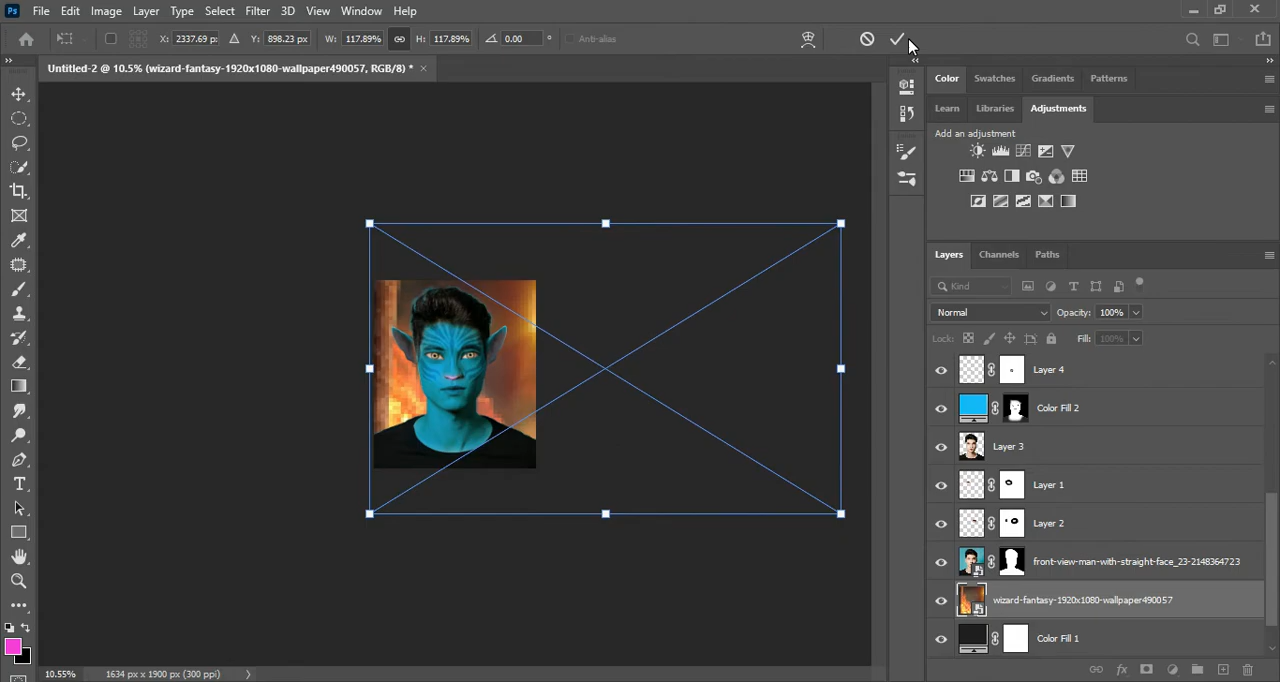 Ps File Edit Image Layer Type Select Filter 3D View Window Help
X: 2337.69 p: Y: 898.23 px W: 117.89% H: 117.89% 0.00 ° Anti-alias
Untitled-2 @ 10.5% (wizard-fantasy-1920x1080-wallpaper490057, RGB/8) * ×
Color Swatches Gradients Patterns
Learn Libraries Adjustments
Add an adjustment
Layers Channels Paths
Kind
Normal Opacity: 100%
Lock: Fill: 100%
Layer 4
Color Fill 2
Layer 3
Layer 1
Layer 2
front-view-man-with-straight-face_23-2148364723
wizard-fantasy-1920x1080-wallpaper490057
Color Fill 1
10.55% 1634 px x 1900 px (300 ppi)